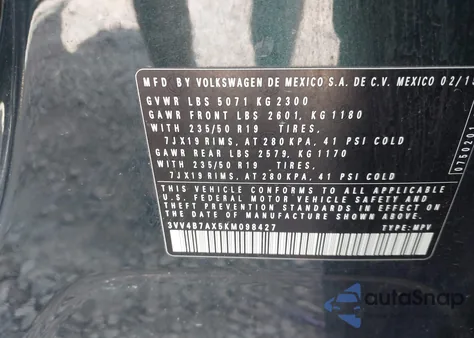 MFD BY VOLKSWAGEN DE MEXICO S.A. DE C.V. MEXICO 02/1
GVWR LBS 5071 KG 2300
GAWR FRONT LBS 2601, KG 1180
WITH 235/50 R19 TIRES,
7JX19 RIMS, AT 280 KPA, 41 PSI COLD
GAWR REAR LBS 2579, KG 1170
WITH 235/50 R19 TIRES,
7JX19 RIMS, AT 280 KPA, 41 PSI COLD
THIS VEHICLE CONFORMS TO ALL APPLICABLE
U.S. FEDERAL MOTOR VEHICLE SAFETY AND
THEFT PREVENTION STANDARDS IN EFFECT ON
THE DATE OF MANUFACTURE SHOWN ABOVE.
3VV4B7AX5KM098427 TYPE: MPV
autoSnap